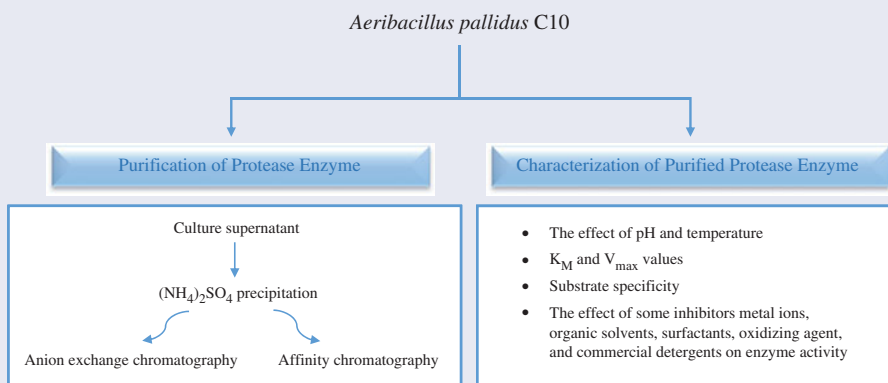 Aeribacillus pallidus C10
Purification of Protease Enzyme
Culture supernatant
(NH4)2SO4 precipitation
Anion exchange chromatography
Affinity chromatography
Characterization of Purified Protease Enzyme
• The effect of pH and temperature
• KM and Vmax values
• Substrate specificity
• The effect of some inhibitors metal ions,
organic solvents, surfactants, oxidizing agent,
and commercial detergents on enzyme activity